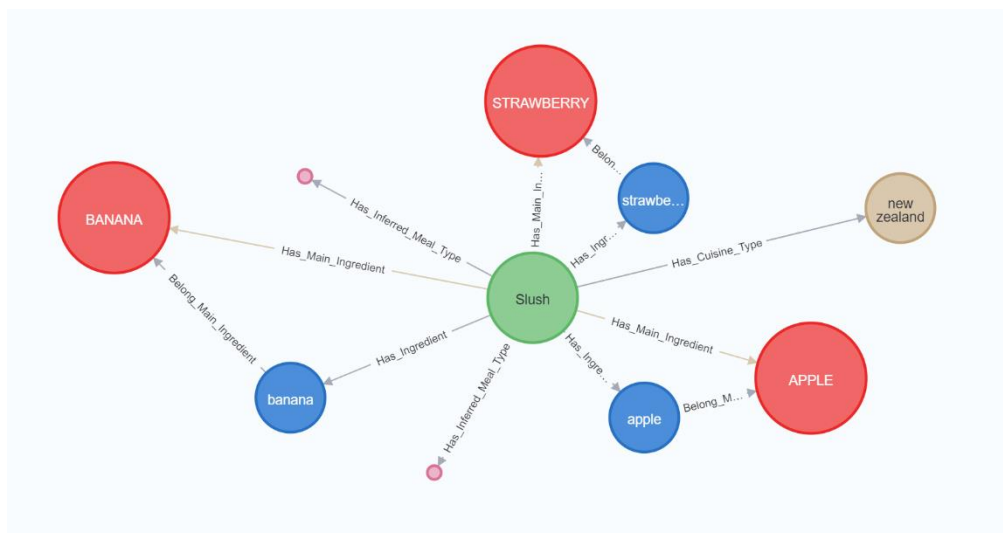 STRAWBERRY
Belon...
strawbe...
Has_Main_In...
Has_Ingr...
new
zealand
Has_Cuisine_Type
BANANA
Has_Inferred_Meal_Type
Has_Main_Ingredient
Belong_Main_Ingredient
Slush
Has_Main_Ingredient
APPLE
Has_Ingredient
banana
Has_Ingre...
apple
Belong_M...
Has_Inferred_Meal_Type